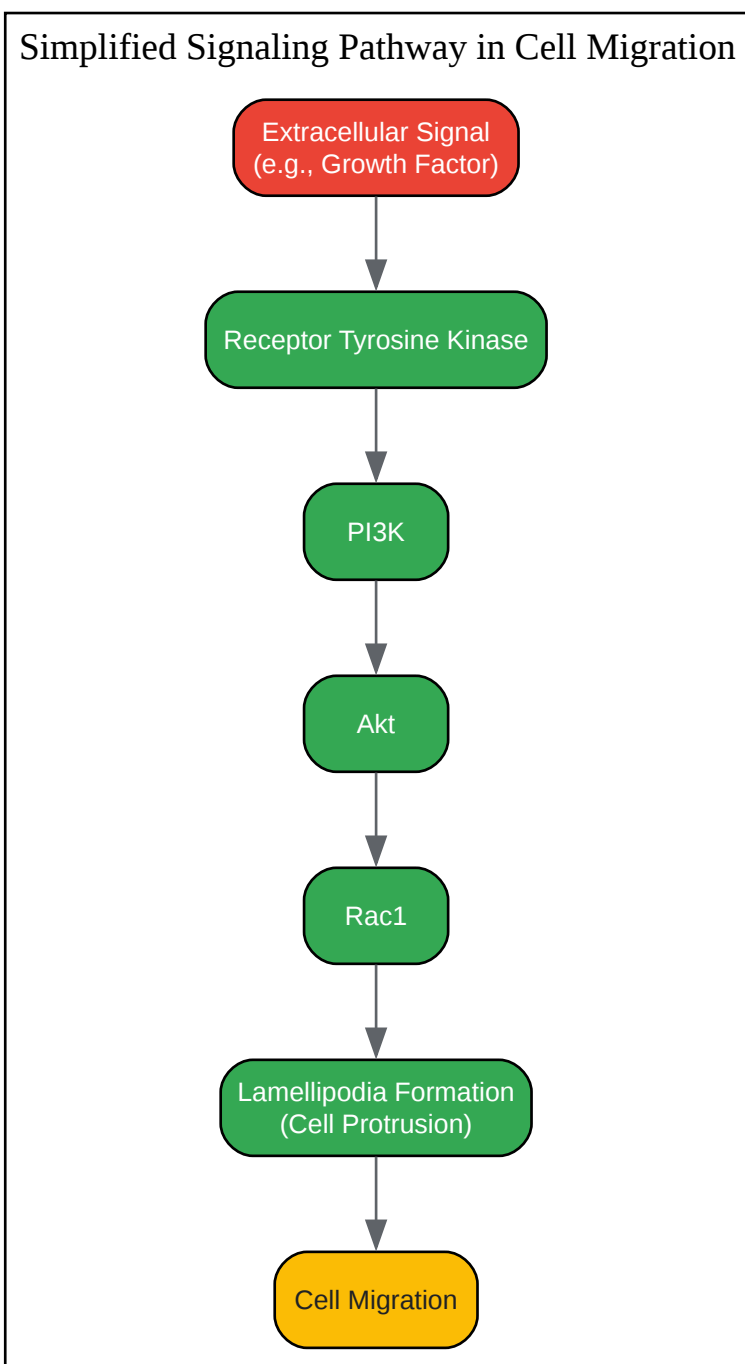 Simplified Signaling Pathway in Cell Migration
Extracellular Signal
(e.g., Growth Factor)
Receptor Tyrosine Kinase
PI3K
Akt
Rac1
Lamellipodia Formation
(Cell Protrusion)
Cell Migration